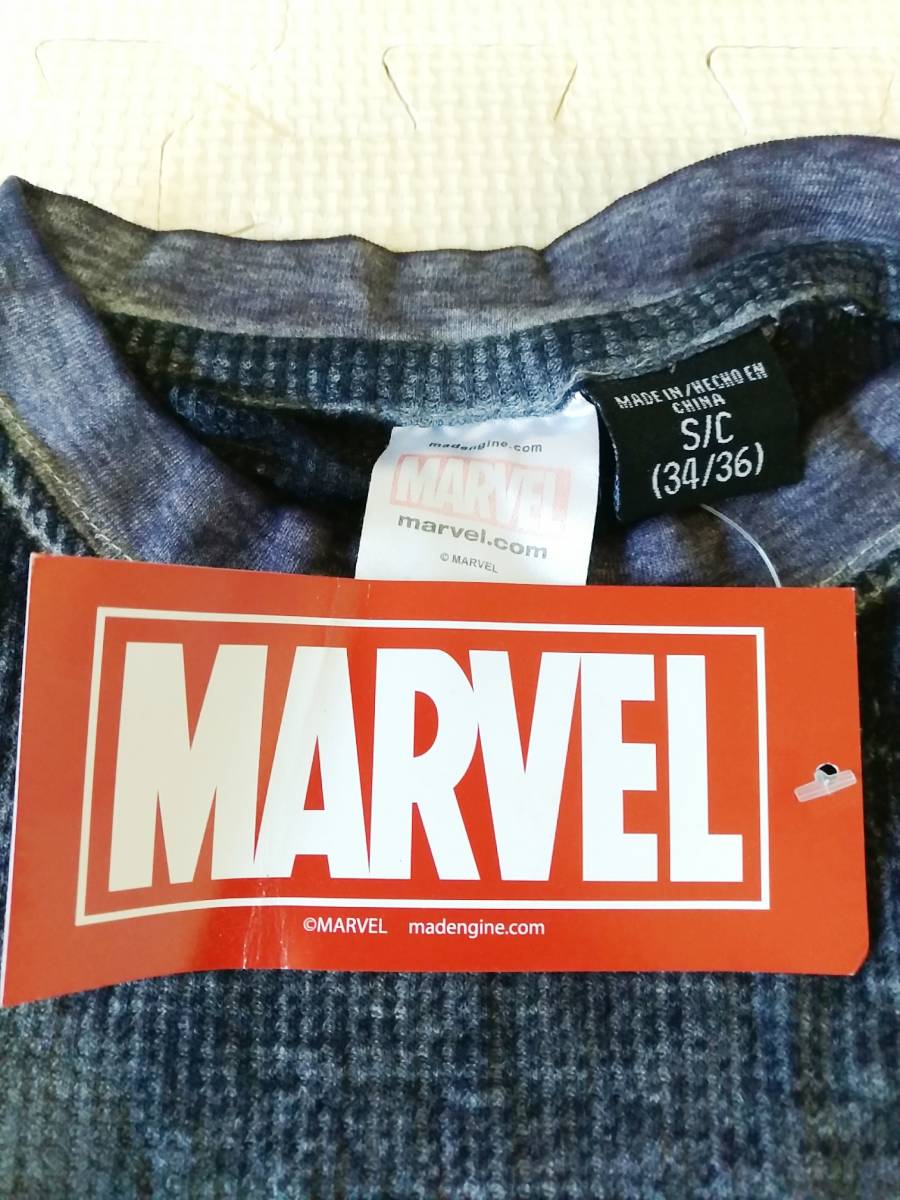 MADE IN/HECHO EN
CHINA
S/C
(34/36)
madengine.com
MARVEL
marvel.com
© MARVEL
MARVEL
©MARVEL madengine.com